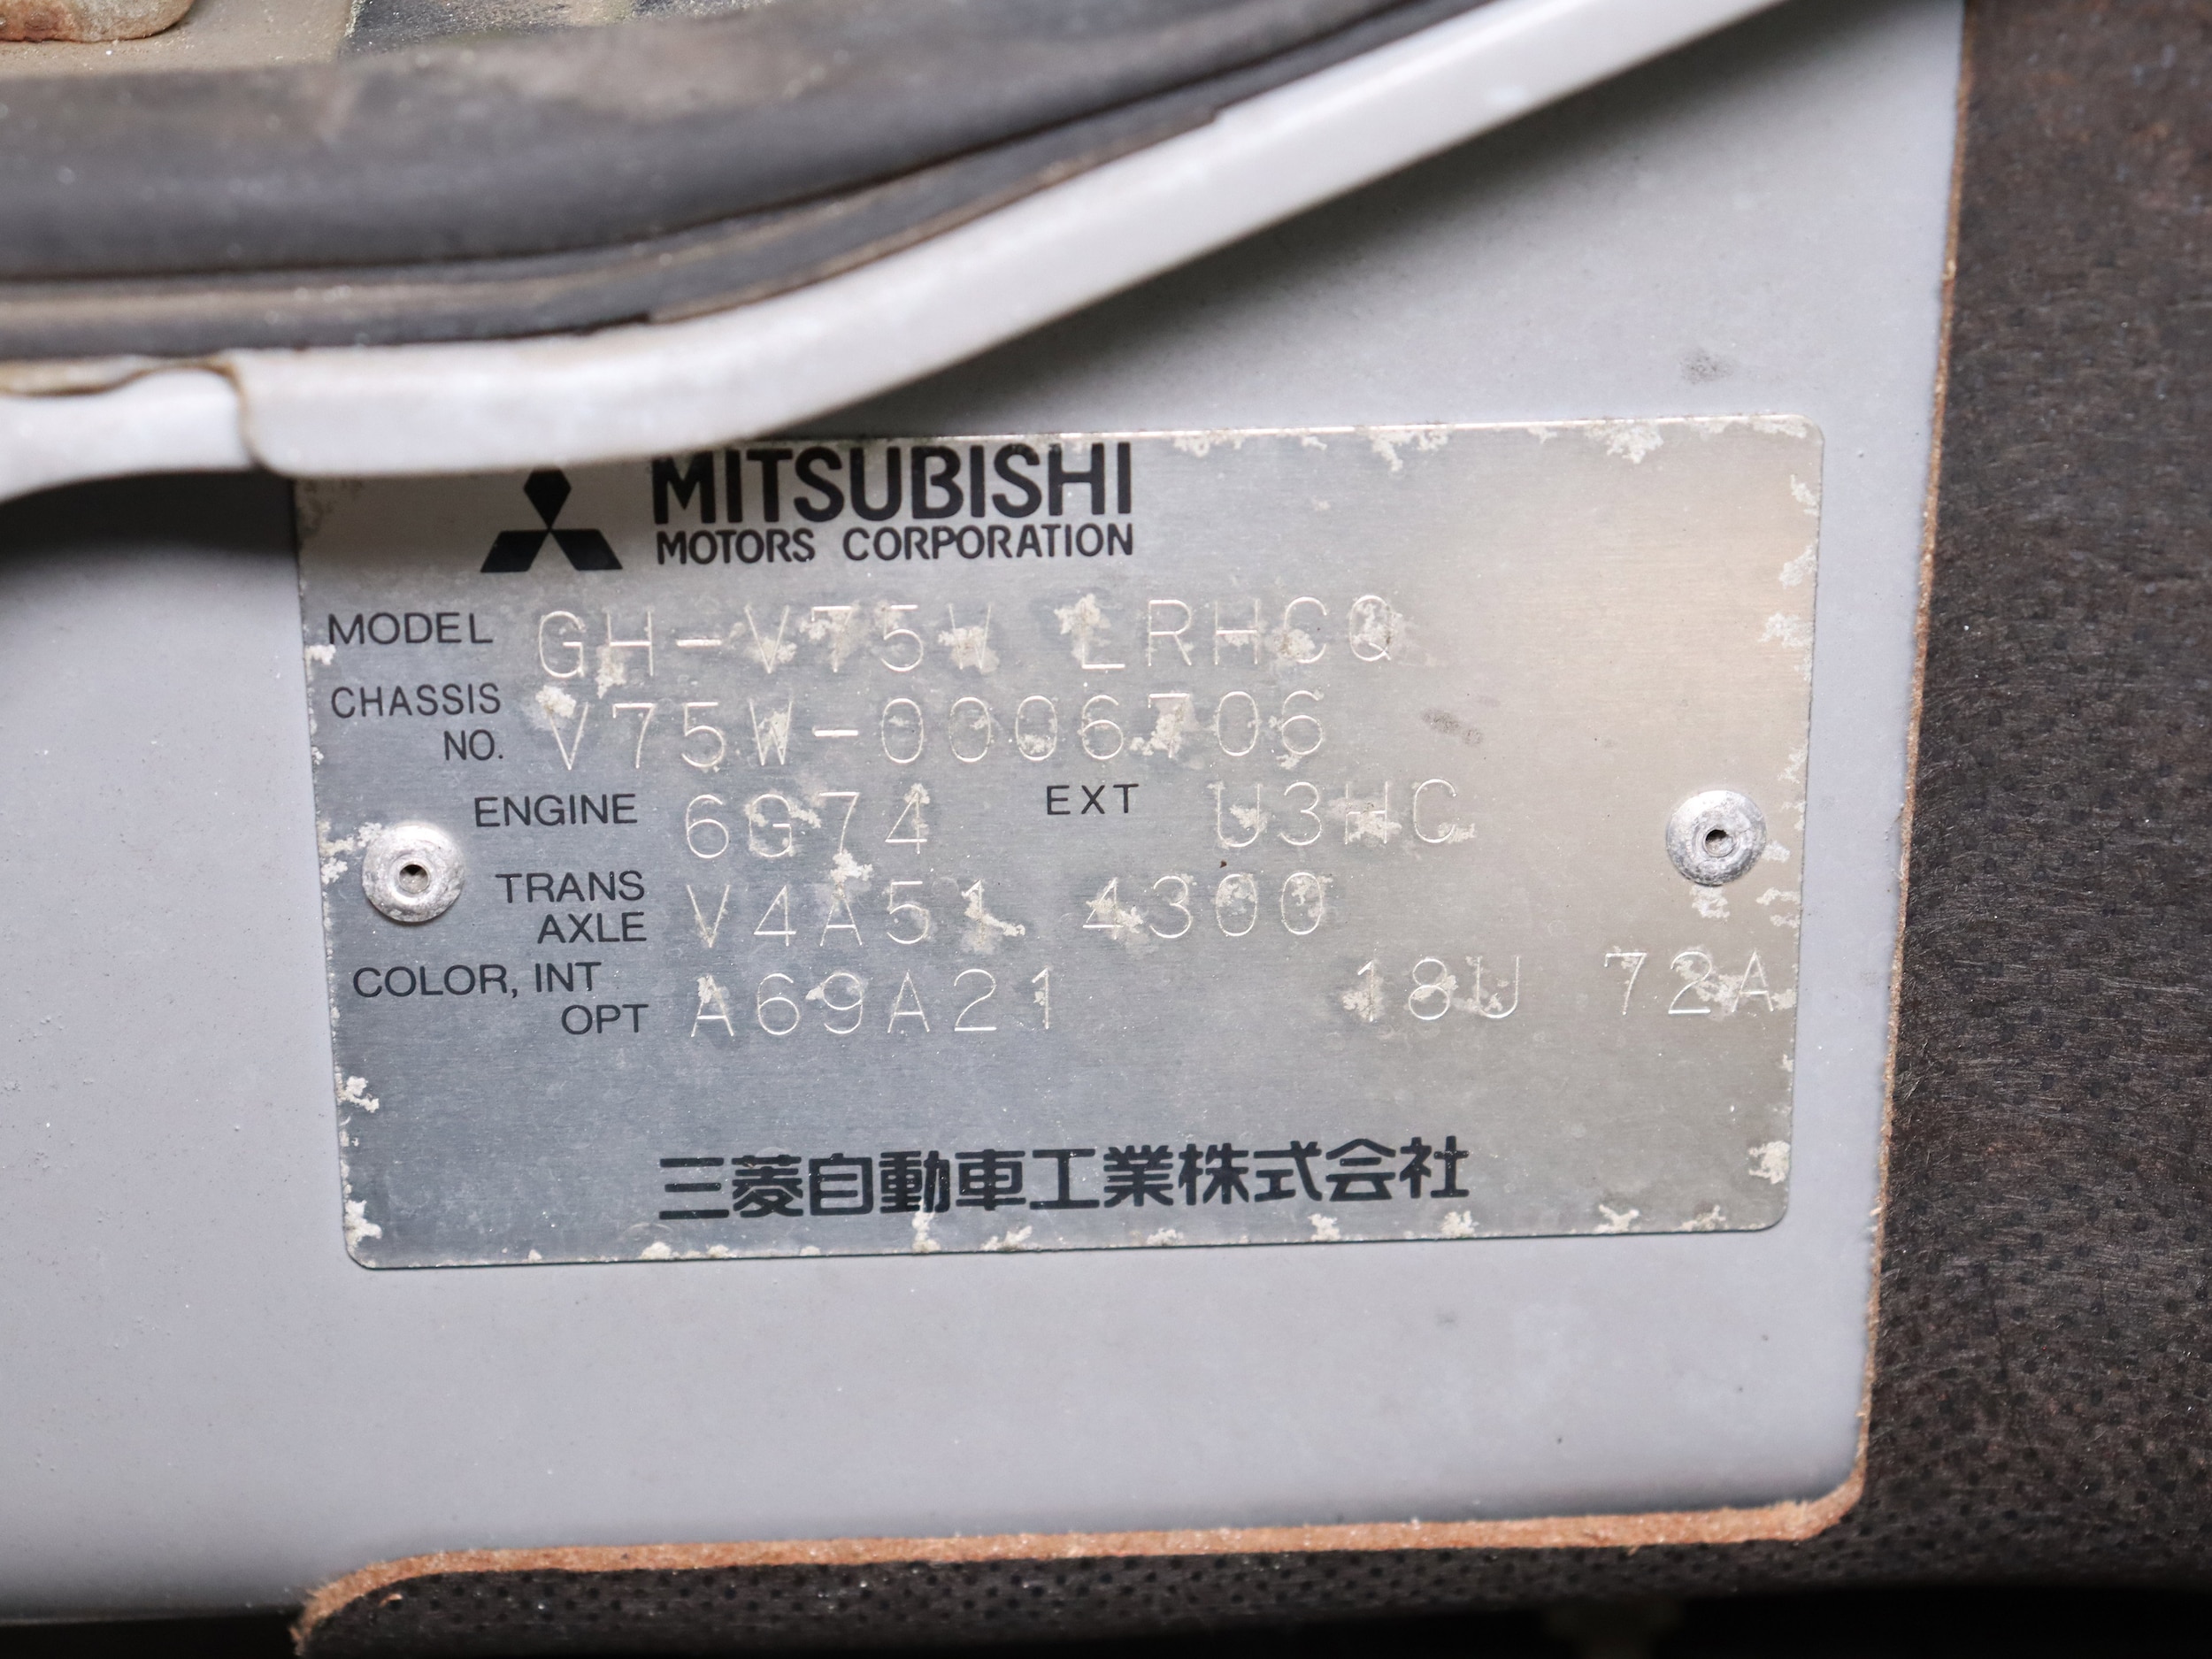 MITSUBISHI
MOTORS CORPORATION
MODEL GH-V75W LRHCQ
CHASSIS
NO. V75W-0006706
ENGINE 6G74 EXT U3HC
TRANS
AXLE V4A51 4300
COLOR, INT
OPT A69A21 18U 72A
三菱自動車工業株式会社